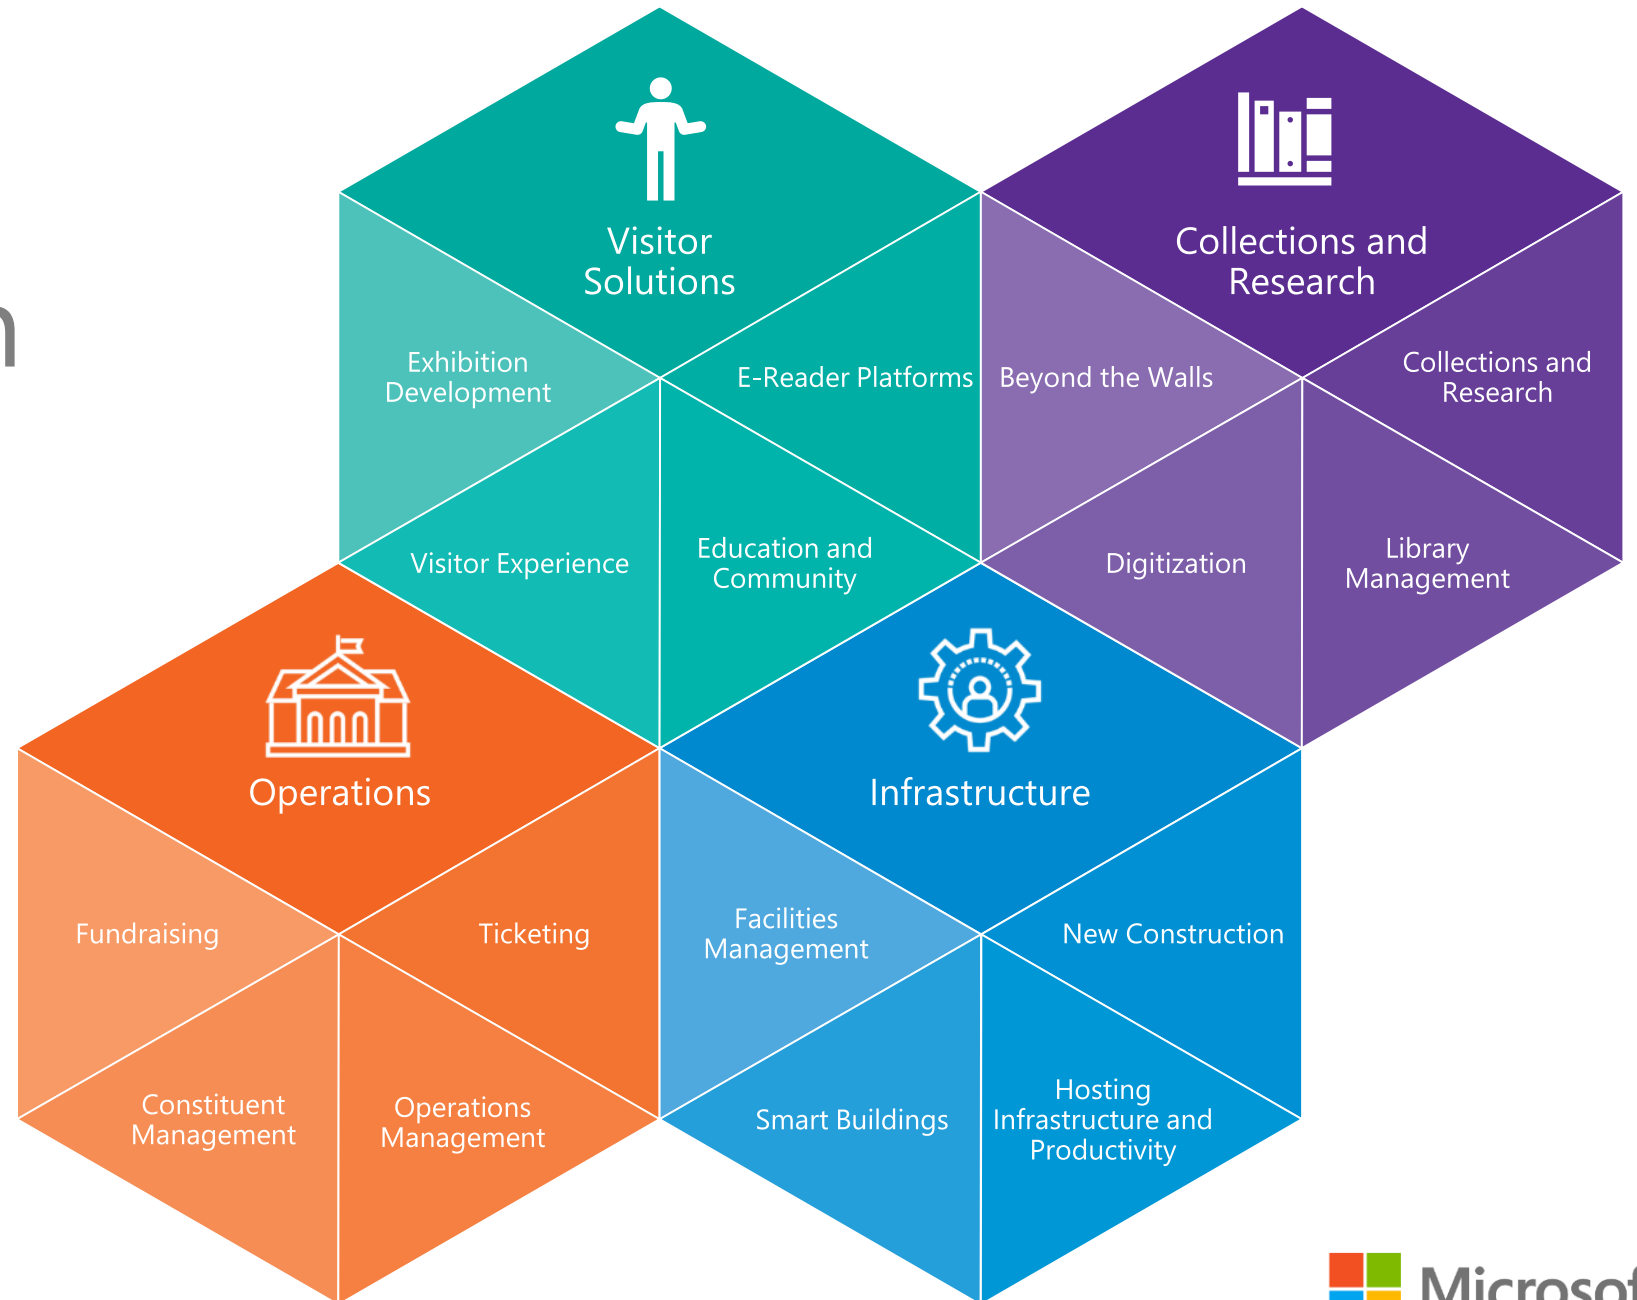 Visitor
Solutions
Exhibition
Development
E-Reader Platforms
Visitor Experience
Education and
Community
Collections and
Research
Beyond the Walls
Collections and
Research
Digitization
Library
Management
Operations
Fundraising
Ticketing
Constituent
Management
Operations
Management
Infrastructure
Facilities
Management
New Construction
Smart Buildings
Hosting
Infrastructure and
Productivity
Microsof